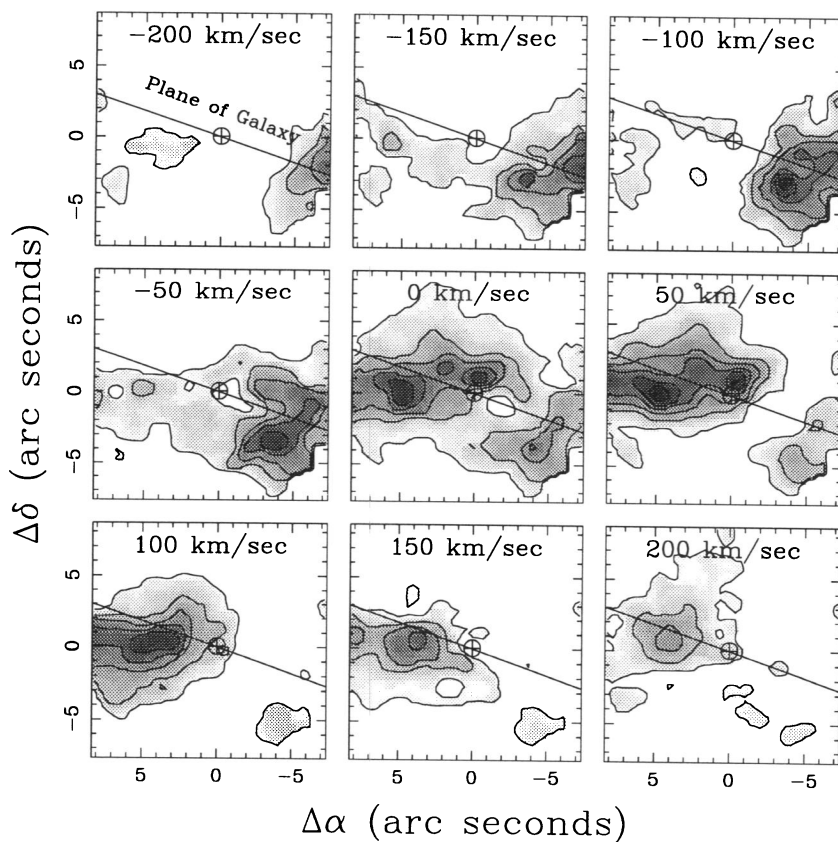 −200 km/sec
−150 km/sec
−100 km/sec
Plane of Galaxy
5
0
−5
−50 km/sec
0 km/sec
50 km/sec
5
0
−5
100 km/sec
150 km/sec
200 km/sec
5
0
−5
5 0 −5
5 0 −5
5 0 −5
Δδ (arc seconds)
Δα (arc seconds)